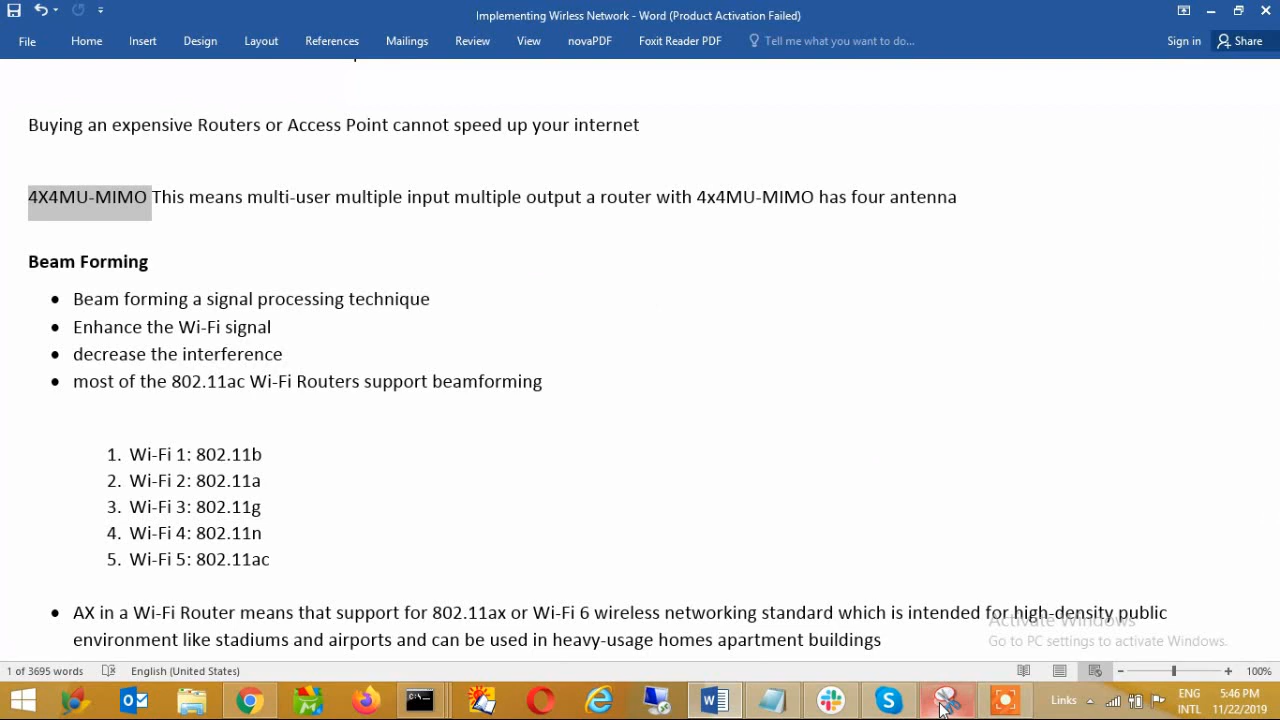 Implementing Wirless Network - Word (Product Activation Failed)
File Home Insert Design Layout References Mailings Review View novaPDF Foxit Reader PDF Tell me what you want to do... Sign in Share
Buying an expensive Routers or Access Point cannot speed up your internet
4X4MU-MIMO This means multi-user multiple input multiple output a router with 4x4MU-MIMO has four antenna
Beam Forming
• Beam forming a signal processing technique
• Enhance the Wi-Fi signal
• decrease the interference
• most of the 802.11ac Wi-Fi Routers support beamforming
1. Wi-Fi 1: 802.11b
2. Wi-Fi 2: 802.11a
3. Wi-Fi 3: 802.11g
4. Wi-Fi 4: 802.11n
5. Wi-Fi 5: 802.11ac
• AX in a Wi-Fi Router means that support for 802.11ax or Wi-Fi 6 wireless networking standard which is intended for high-density public
environment like stadiums and airports and can be used in heavy-usage homes apartment buildings
Activate Windows
Go to PC settings to activate Windows.
1 of 3695 words English (United States) 100%
Links ENG 5:46 PM
INTL 11/22/2019